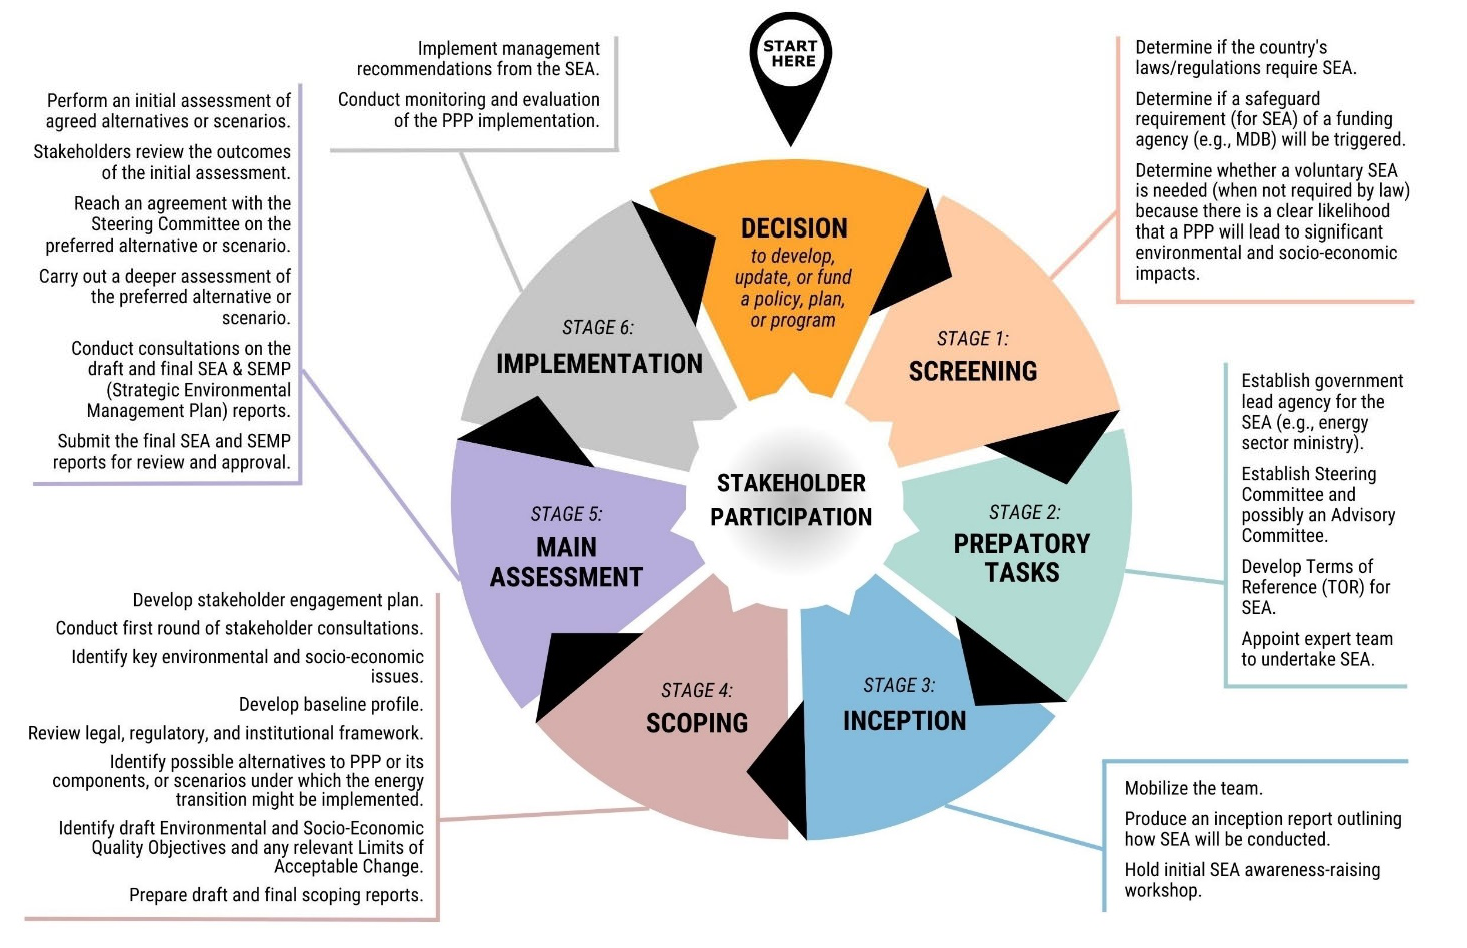 START
HERE
DECISION
to develop,
update, or fund
a policy, plan,
or program
STAGE 1:
SCREENING
Determine if the country's
laws/regulations require SEA.
Determine if a safeguard
requirement (for SEA) of a funding
agency (e.g., MDB) will be triggered.
Determine whether a voluntary SEA
is needed (when not required by law)
because there is a clear likelihood
that a PPP will lead to significant
environmental and socio-economic
impacts.
STAGE 2:
PREPATORY
TASKS
Establish government
lead agency for the
SEA (e.g., energy
sector ministry).
Establish Steering
Committee and
possibly an Advisory
Committee.
Develop Terms of
Reference (TOR) for
SEA.
Appoint expert team
to undertake SEA.
STAGE 3:
INCEPTION
Mobilize the team.
Produce an inception report outlining
how SEA will be conducted.
Hold initial SEA awareness-raising
workshop.
STAGE 4:
SCOPING
Develop stakeholder engagement plan.
Conduct first round of stakeholder consultations.
Identify key environmental and socio-economic
issues.
Develop baseline profile.
Review legal, regulatory, and institutional framework.
Identify possible alternatives to PPP or its
components, or scenarios under which the energy
transition might be implemented.
Identify draft Environmental and Socio-Economic
Quality Objectives and any relevant Limits of
Acceptable Change.
Prepare draft and final scoping reports.
STAGE 5:
MAIN
ASSESSMENT
Perform an initial assessment of
agreed alternatives or scenarios.
Stakeholders review the outcomes
of the initial assessment.
Reach an agreement with the
Steering Committee on the
preferred alternative or scenario.
Carry out a deeper assessment of
the preferred alternative or
scenario.
Conduct consultations on the
draft and final SEA & SEMP
(Strategic Environmental
Management Plan) reports.
Submit the final SEA and SEMP
reports for review and approval.
STAGE 6:
IMPLEMENTATION
Implement management
recommendations from the SEA.
Conduct monitoring and evaluation
of the PPP implementation.
STAKEHOLDER
PARTICIPATION